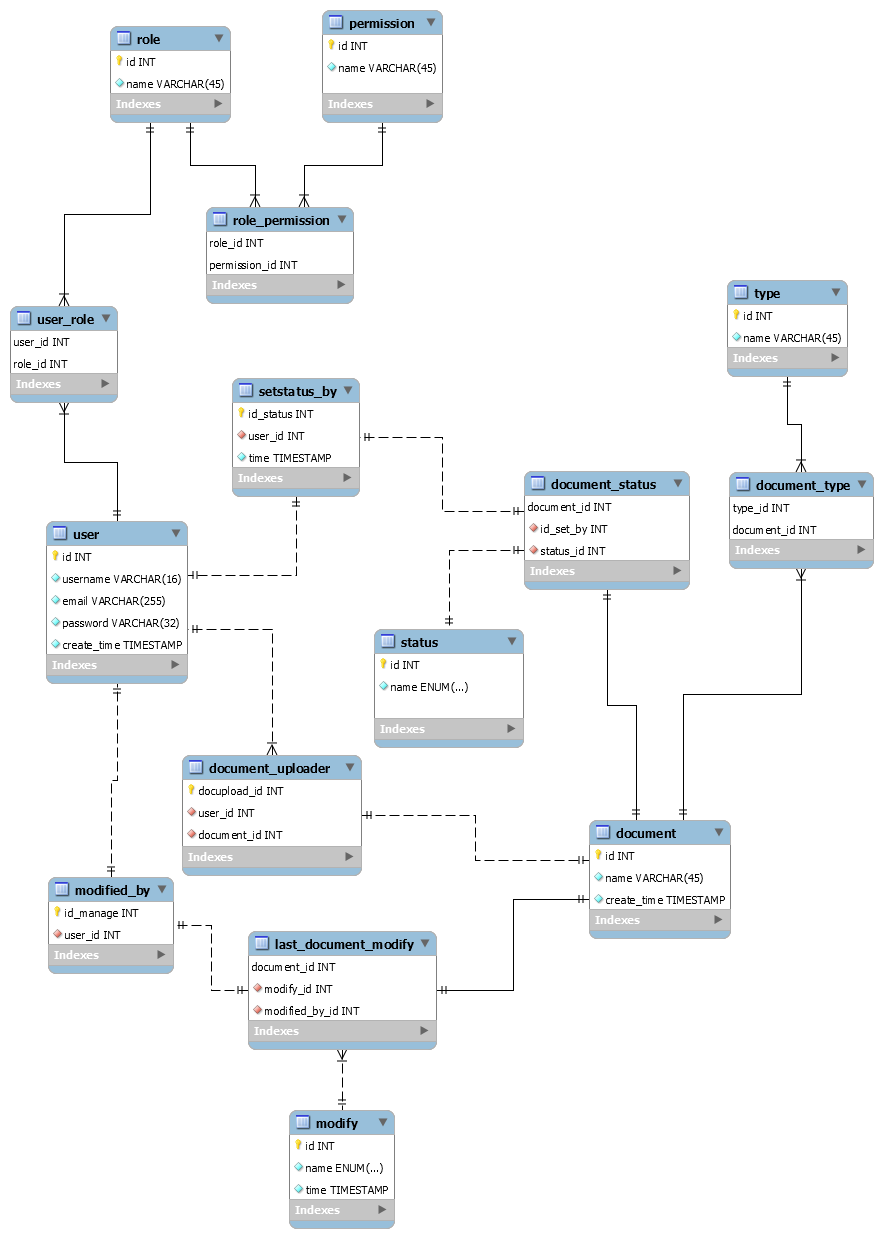 role
id INT
name VARCHAR(45)
Indexes
permission
id INT
name VARCHAR(45)
Indexes
role_permission
role_id INT
permission_id INT
Indexes
user_role
user_id INT
role_id INT
Indexes
type
id INT
name VARCHAR(45)
Indexes
setstatus_by
id_status INT
user_id INT
time TIMESTAMP
Indexes
document_status
document_id INT
id_set_by INT
status_id INT
Indexes
document_type
type_id INT
document_id INT
Indexes
user
id INT
username VARCHAR(16)
email VARCHAR(255)
password VARCHAR(32)
create_time TIMESTAMP
Indexes
status
id INT
name ENUM(...)
Indexes
document_uploader
docupload_id INT
user_id INT
document_id INT
Indexes
document
id INT
name VARCHAR(45)
create_time TIMESTAMP
Indexes
modified_by
id_manage INT
user_id INT
Indexes
last_document_modify
document_id INT
modify_id INT
modified_by_id INT
Indexes
modify
id INT
name ENUM(...)
time TIMESTAMP
Indexes